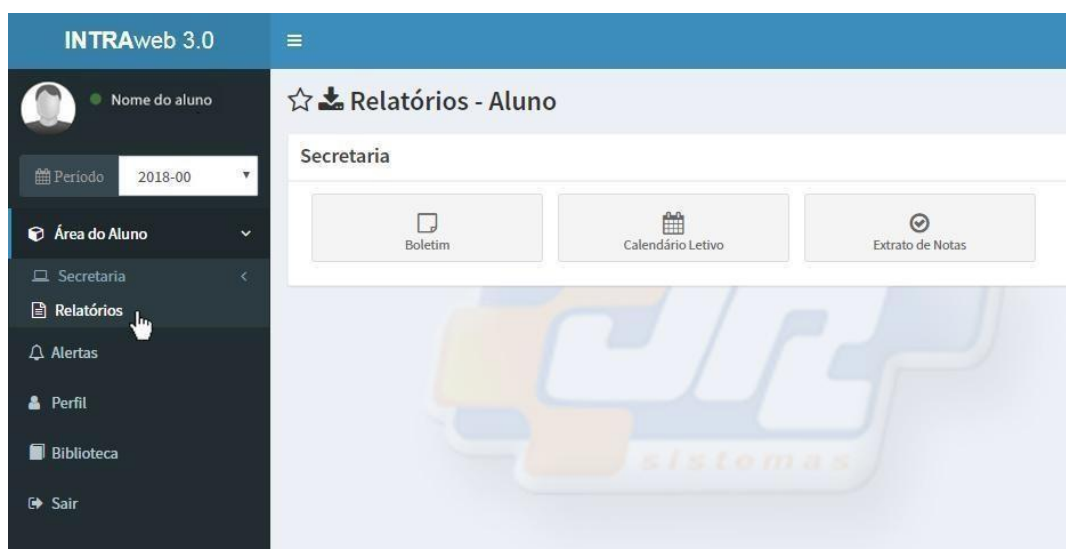 INTRAweb 3.0
Nome do aluno
Período
2018-00
Área do Aluno
Secretaria
Relatórios
Alertas
Perfil
Biblioteca
Sair
Relatórios - Aluno
Secretaria
Boletim
Calendário Letivo
Extrato de Notas
sistemas